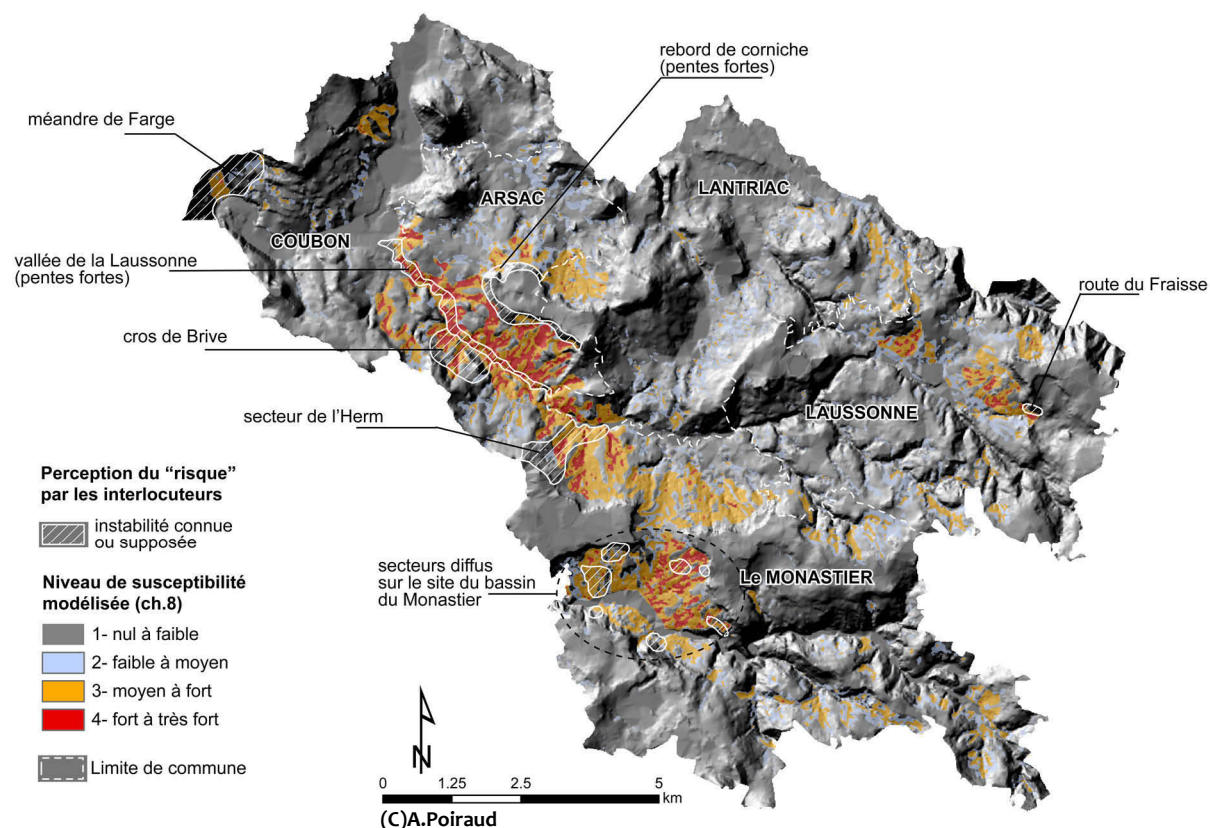 rebord de corniche
(pentes fortes)
méandre de Farge
LANTRIAC
ARSAC
COUBON
vallée de la Laussonne
(pentes fortes)
route du Fraisse
cros de Brive
LAUSSONNE
secteur de l'Herm
Perception du “risque”
par les interlocuteurs
instabilité connue
ou supposée
secteurs diffus
sur le site du bassin
du Monastier
Le MONASTIER
Niveau de susceptibilité
modélisée (ch.8)
1- nul à faible
2- faible à moyen
3- moyen à fort
4- fort à très fort
Limite de commune
N
0 1.25 2.5 5
km
(C)A.Poiraud